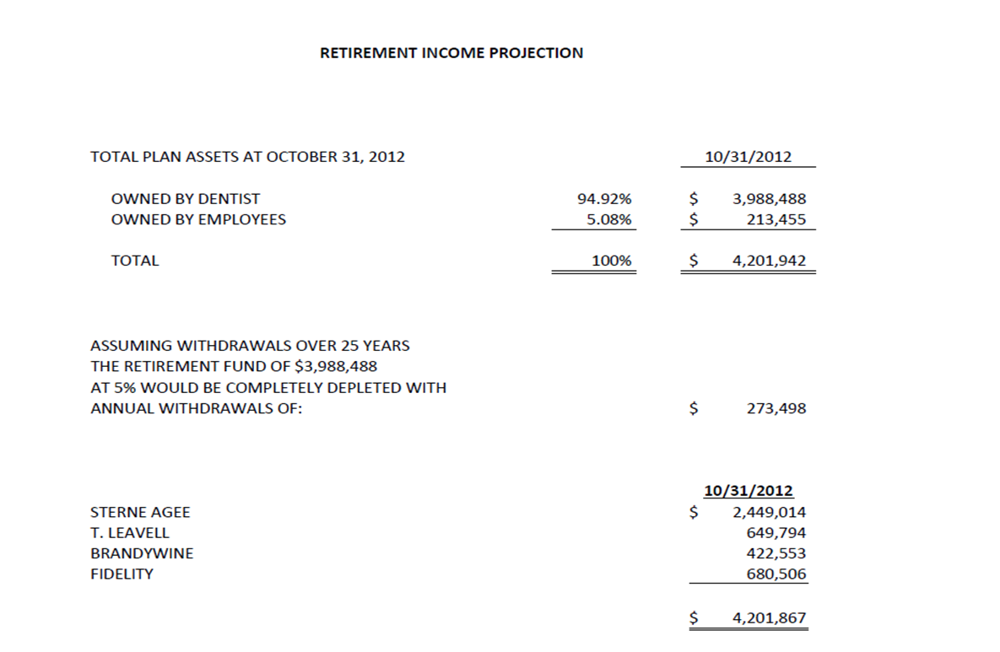 RETIREMENT INCOME PROJECTION
TOTAL PLAN ASSETS AT OCTOBER 31, 2012 10/31/2012
OWNED BY DENTIST 94.92% $ 3,988,488
OWNED BY EMPLOYEES 5.08% $ 213,455
TOTAL 100% $ 4,201,942
ASSUMING WITHDRAWALS OVER 25 YEARS
THE RETIREMENT FUND OF $3,988,488
AT 5% WOULD BE COMPLETELY DEPLETED WITH
ANNUAL WITHDRAWALS OF: $ 273,498
10/31/2012
STERNE AGEE $ 2,449,014
T. LEAVELL 649,794
BRANDYWINE 422,553
FIDELITY 680,506
$ 4,201,867